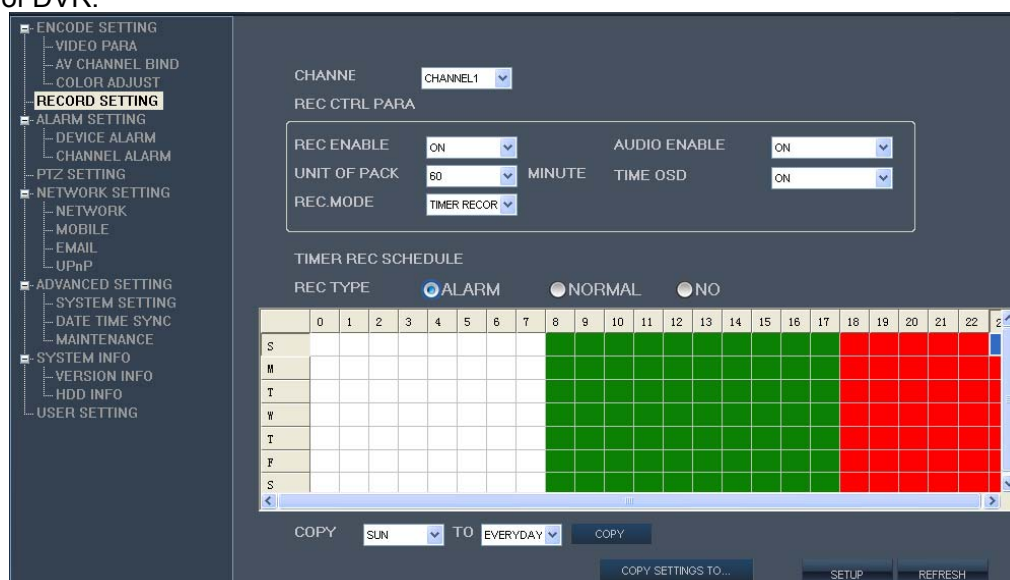 of DVR.
ENCODE SETTING
VIDEO PARA
AV CHANNEL BIND
COLOR ADJUST
RECORD SETTING
ALARM SETTING
DEVICE ALARM
CHANNEL ALARM
PTZ SETTING
NETWORK SETTING
NETWORK
MOBILE
EMAIL
UPnP
ADVANCED SETTING
SYSTEM SETTING
DATE TIME SYNC
MAINTENANCE
SYSTEM INFO
VERSION INFO
HDD INFO
USER SETTING
CHANNE CHANNEL1
REC CTRL PARA
REC ENABLE ON AUDIO ENABLE ON
UNIT OF PACK 60 MINUTE TIME OSD ON
REC.MODE TIMER RECOR
TIMER REC SCHEDULE
REC TYPE ALARM NORMAL NO
0 1 2 3 4 5 6 7 8 9 10 11 12 13 14 15 16 17 18 19 20 21 22 2
S
M
T
W
T
F
S
COPY SUN TO EVERYDAY COPY
COPY SETTINGS TO...
SETUP REFRESH